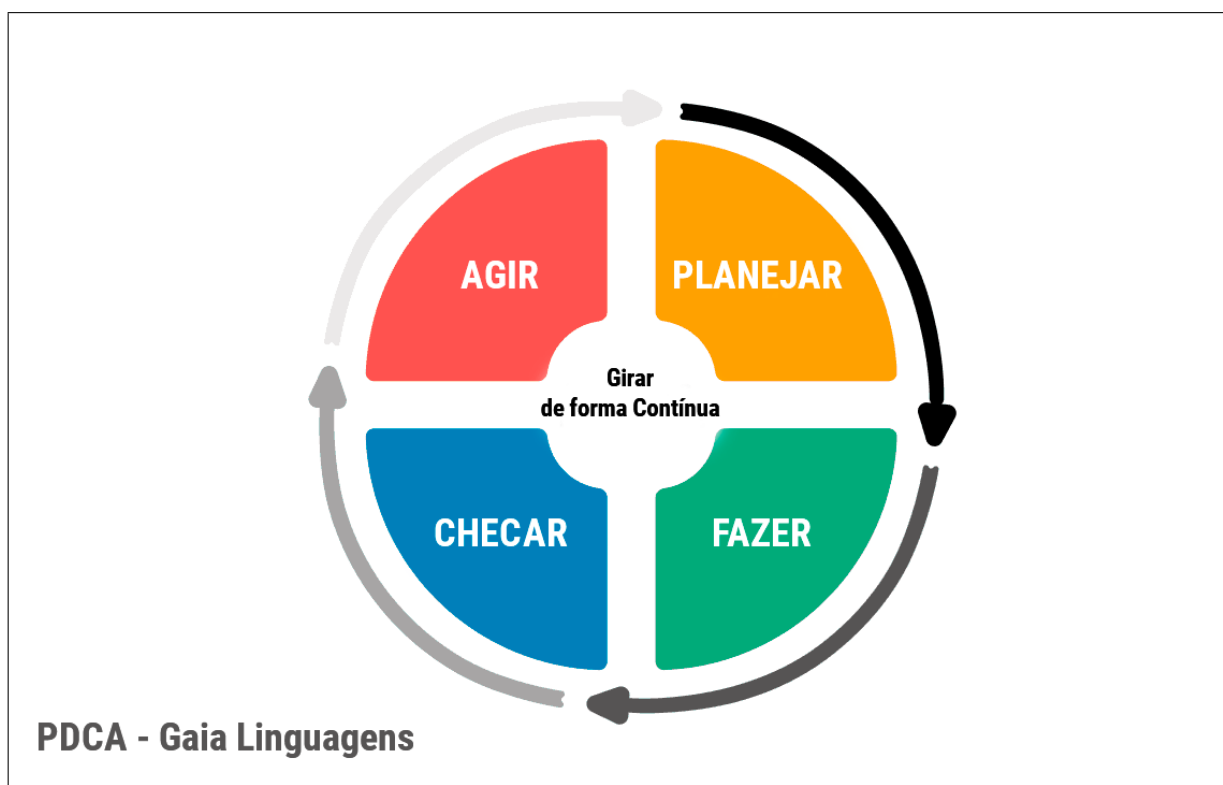 AGIR
PLANEJAR
Girar
de forma Contínua
CHECAR
FAZER
PDCA - Gaia Linguagens